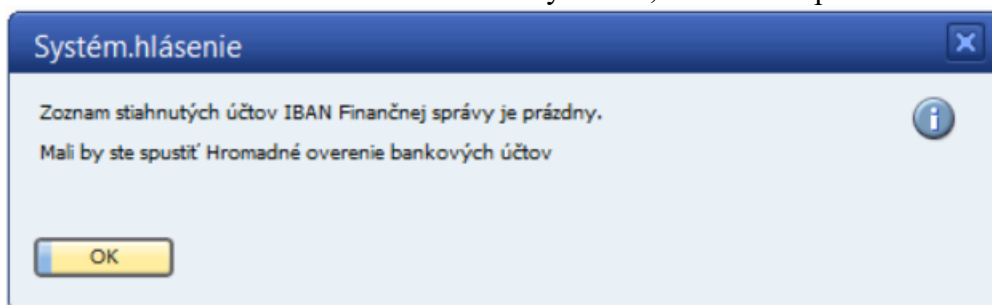 Systém.hlásenie
Zoznam stiahnutých účtov IBAN Finančnej správy je prázdny.
Mali by ste spustiť Hromadné overenie bankových účtov
OK